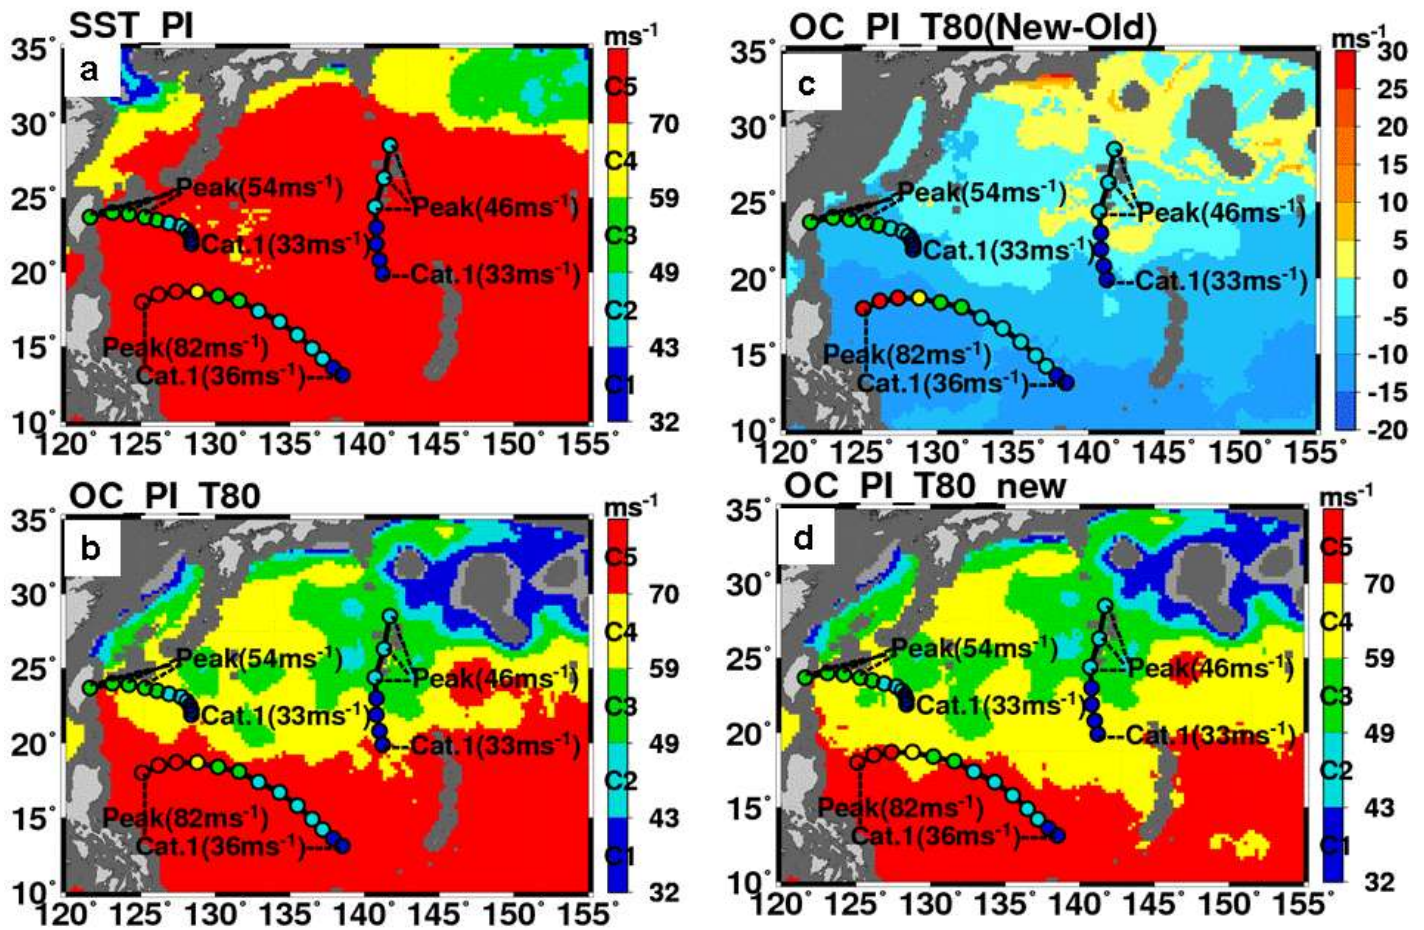 SST_PI
ms⁻¹
a
35°
30°
25°
20°
15°
10°
C5
70
C4
59
C3
49
C2
43
C1
32
Peak(54ms⁻¹)
Peak(46ms⁻¹)
Cat.1(33ms⁻¹)
Cat.1(33ms⁻¹)
Peak(82ms⁻¹)
Cat.1(36ms⁻¹)
120° 125° 130° 135° 140° 145° 150° 155°
OC_PI_T80(New-Old)
ms⁻¹
c
35°
30°
25°
20°
15°
10°
30
25
20
15
10
5
0
-5
-10
-15
-20
Peak(54ms⁻¹)
Peak(46ms⁻¹)
Cat.1(33ms⁻¹)
Cat.1(33ms⁻¹)
Peak(82ms⁻¹)
Cat.1(36ms⁻¹)
120° 125° 130° 135° 140° 145° 150° 155°
OC_PI_T80
ms⁻¹
b
35°
30°
25°
20°
15°
10°
C5
70
C4
59
C3
49
C2
43
C1
32
Peak(54ms⁻¹)
Peak(46ms⁻¹)
Cat.1(33ms⁻¹)
Cat.1(33ms⁻¹)
Peak(82ms⁻¹)
Cat.1(36ms⁻¹)
120° 125° 130° 135° 140° 145° 150° 155°
OC_PI_T80_new
ms⁻¹
d
35°
30°
25°
20°
15°
10°
C5
70
C4
59
C3
49
C2
43
C1
32
Peak(54ms⁻¹)
Peak(46ms⁻¹)
Cat.1(33ms⁻¹)
Cat.1(33ms⁻¹)
Peak(82ms⁻¹)
Cat.1(36ms⁻¹)
120° 125° 130° 135° 140° 145° 150° 155°